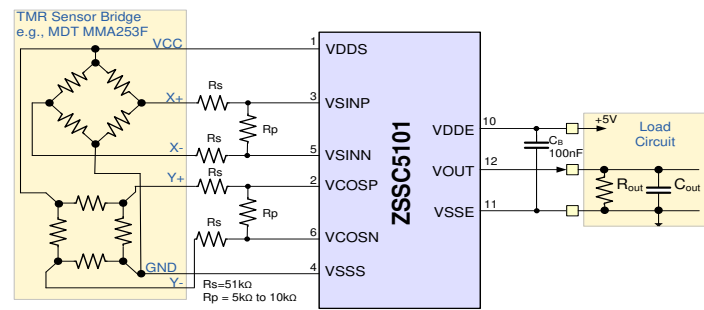 TMR Sensor Bridge
e.g., MDT MMA253F
VCC
X+
X-
Y+
GND
Y-
Rs
Rp
Rs
Rs
Rp
Rs
Rs=51kΩ
Rp = 5kΩ to 10kΩ
1
3
5
2
6
4
VDDS
VSINP
VSINN
VCOSP
VCOSN
VSSS
ZSSC5101
VDDE
VOUT
VSSE
10
12
11
CB
100nF
+5V
Load
Circuit
Rout
Cout